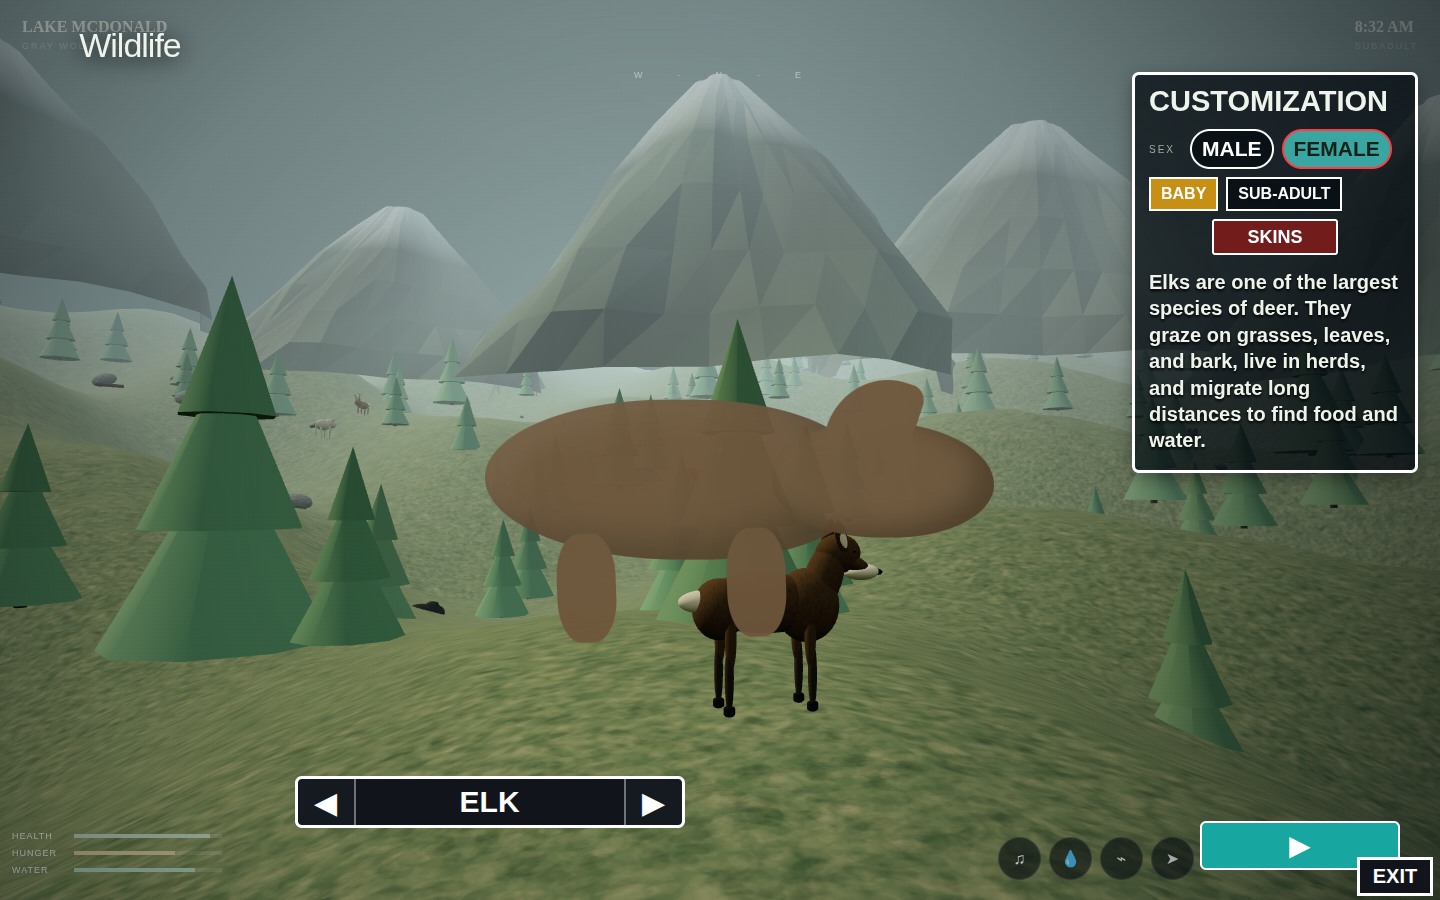 LAKE MCDONALD
8:32 AM
GRAY WO
Wildlife
SUBADULT
W · N · E
CUSTOMIZATION
SEX MALE FEMALE
BABY SUB-ADULT
SKINS
Elks are one of the largest
species of deer. They
graze on grasses, leaves,
and bark, live in herds,
and migrate long
distances to find food and
water.
◀ ELK ▶
HEALTH
HUNGER
WATER
EXIT